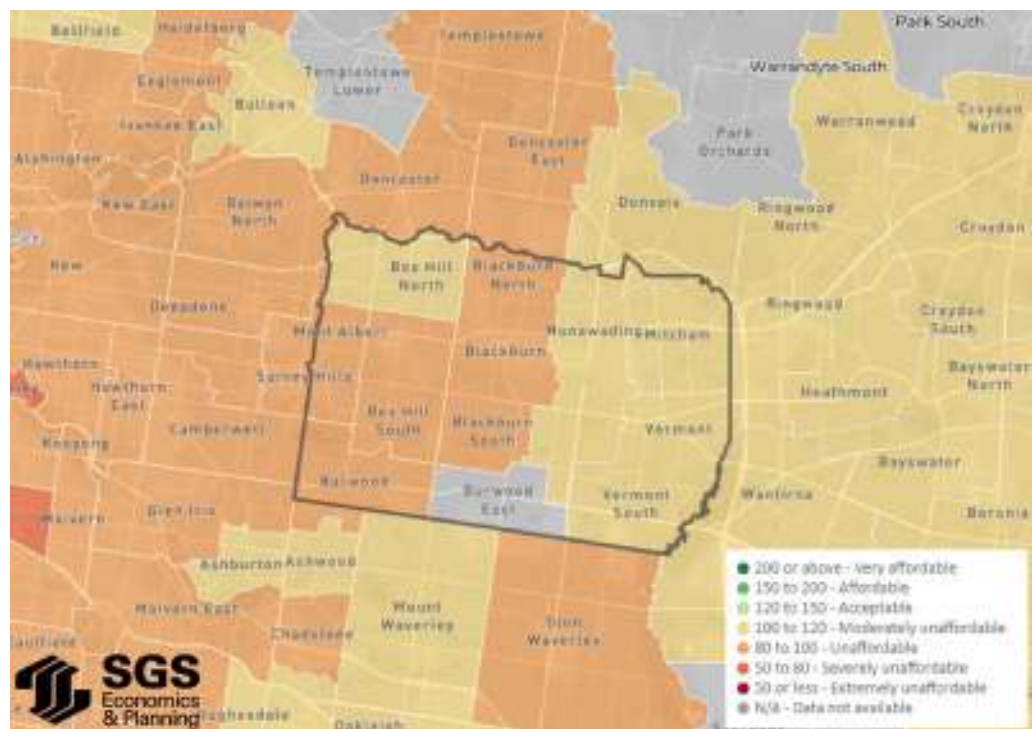 Park South
Bellfield
Heidelberg
Templestowe
Templestowe
Lower
Warrandyte South
Eaglemont
Bulleen
Ivanhoe East
Warranwood
Croydon
North
Park
Orchards
Doncaster
East
Alphington
Doncaster
Kew East
Balwyn
North
Donvale
Ringwood
North
Croydon
Kew
Box Hill
North
Blackburn
North
Deepdene
Ringwood
Mont Albert
Nunawading
Mitcham
Croydon
South
Blackburn
Hawthorn
Surrey Hills
Bayswater
North
Hawthorn
East
Heathmont
Box Hill
South
Blackburn
South
Camberwell
Vermont
Kooyong
Bayswater
Burwood
Burwood
East
Vermont
South
Wantirna
Malvern
Glen Iris
Boronia
Ashburton
Ashwood
Malvern East
Mount
Waverley
Chadstone
Glen
Waverley
Caulfield
Hughesdale
Oakleigh
200 or above - Very affordable
150 to 200 - Affordable
120 to 150 - Acceptable
100 to 120 - Moderately unaffordable
80 to 100 - Unaffordable
50 to 80 - Severely unaffordable
50 or less - Extremely unaffordable
N/A - Data not available
SGS
Economics
& Planning